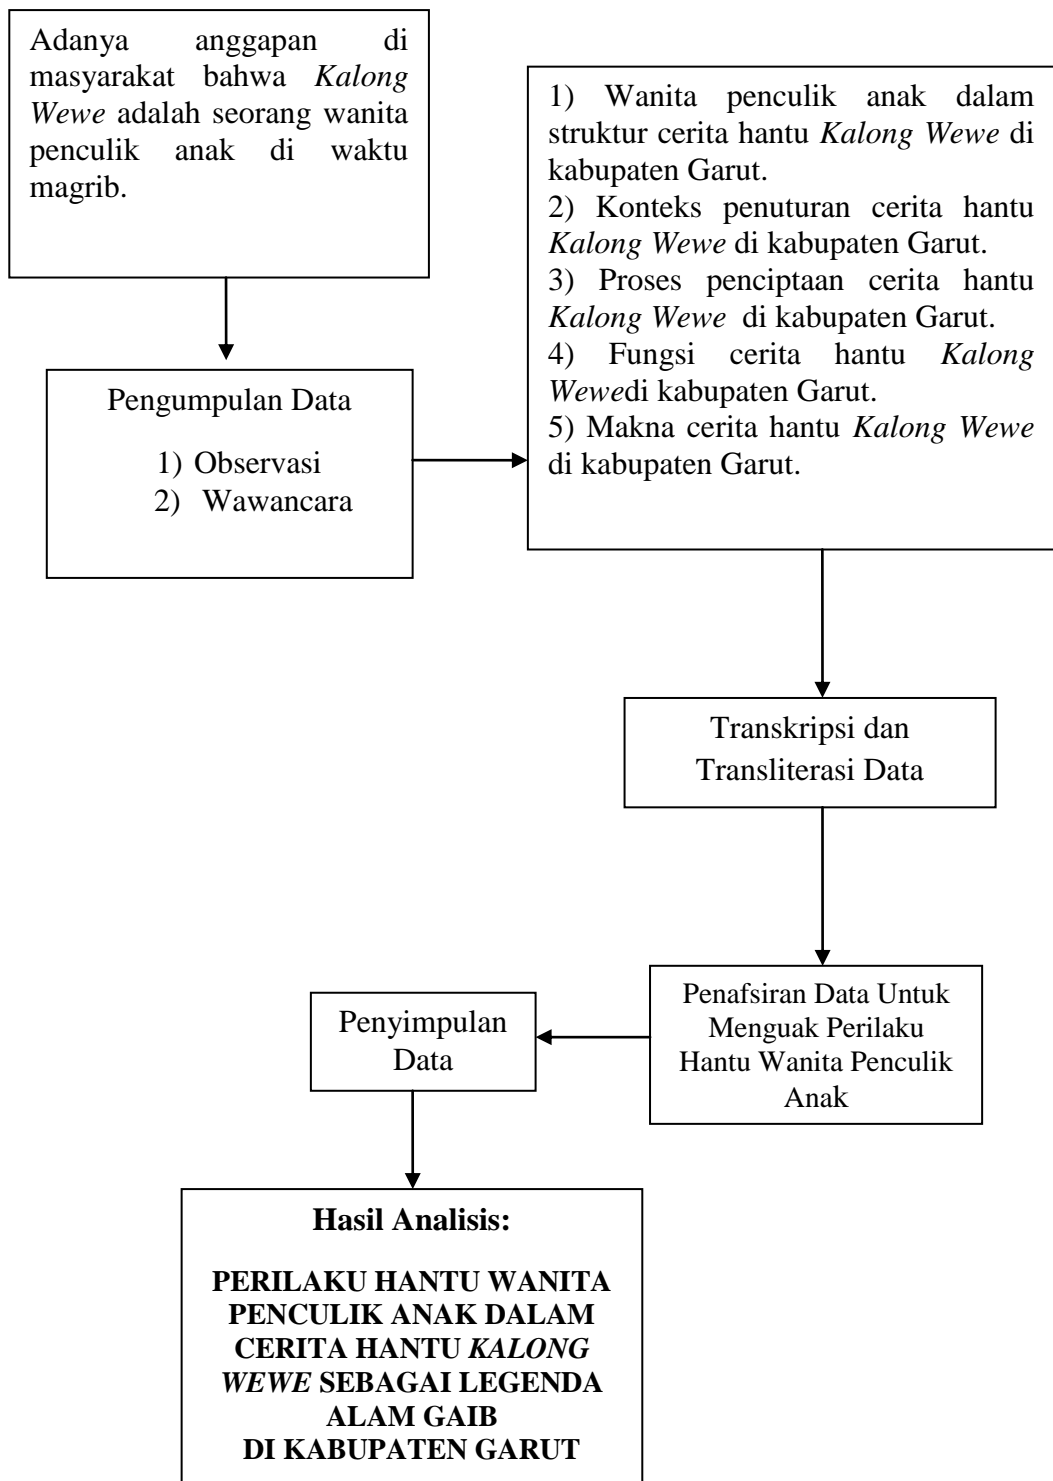 Adanya anggapan di
masyarakat bahwa Kalong
Wewe adalah seorang wanita
penculik anak di waktu
magrib.
Pengumpulan Data
1) Observasi
2) Wawancara
1) Wanita penculik anak dalam
struktur cerita hantu Kalong Wewe di
kabupaten Garut.
2) Konteks penuturan cerita hantu
Kalong Wewe di kabupaten Garut.
3) Proses penciptaan cerita hantu
Kalong Wewe di kabupaten Garut.
4) Fungsi cerita hantu Kalong
Wewedi kabupaten Garut.
5) Makna cerita hantu Kalong Wewe
di kabupaten Garut.
Transkripsi dan
Transliterasi Data
Penafsiran Data Untuk
Menguak Perilaku
Hantu Wanita Penculik
Anak
Penyimpulan
Data
Hasil Analisis:
PERILAKU HANTU WANITA
PENCULIK ANAK DALAM
CERITA HANTU KALONG
WEWE SEBAGAI LEGENDA
ALAM GAIB
DI KABUPATEN GARUT